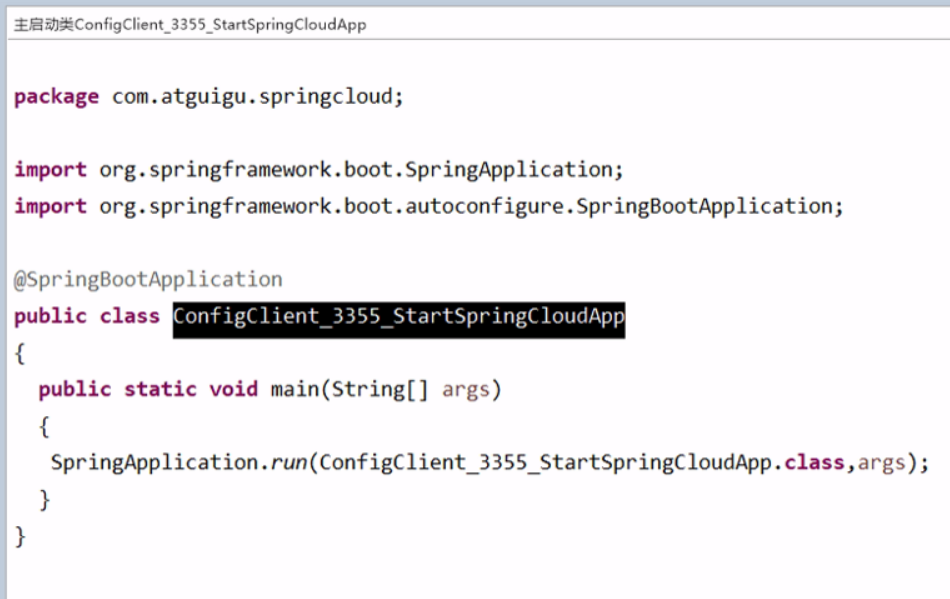 主启动类ConfigClient_3355_StartSpringCloudApp
package com.atguigu.springcloud;
import org.springframework.boot.SpringApplication;
import org.springframework.boot.autoconfigure.SpringBootApplication;
@SpringBootApplication
public class ConfigClient_3355_StartSpringCloudApp
{
public static void main(String[] args)
{
SpringApplication.run(ConfigClient_3355_StartSpringCloudApp.class,args);
}
}